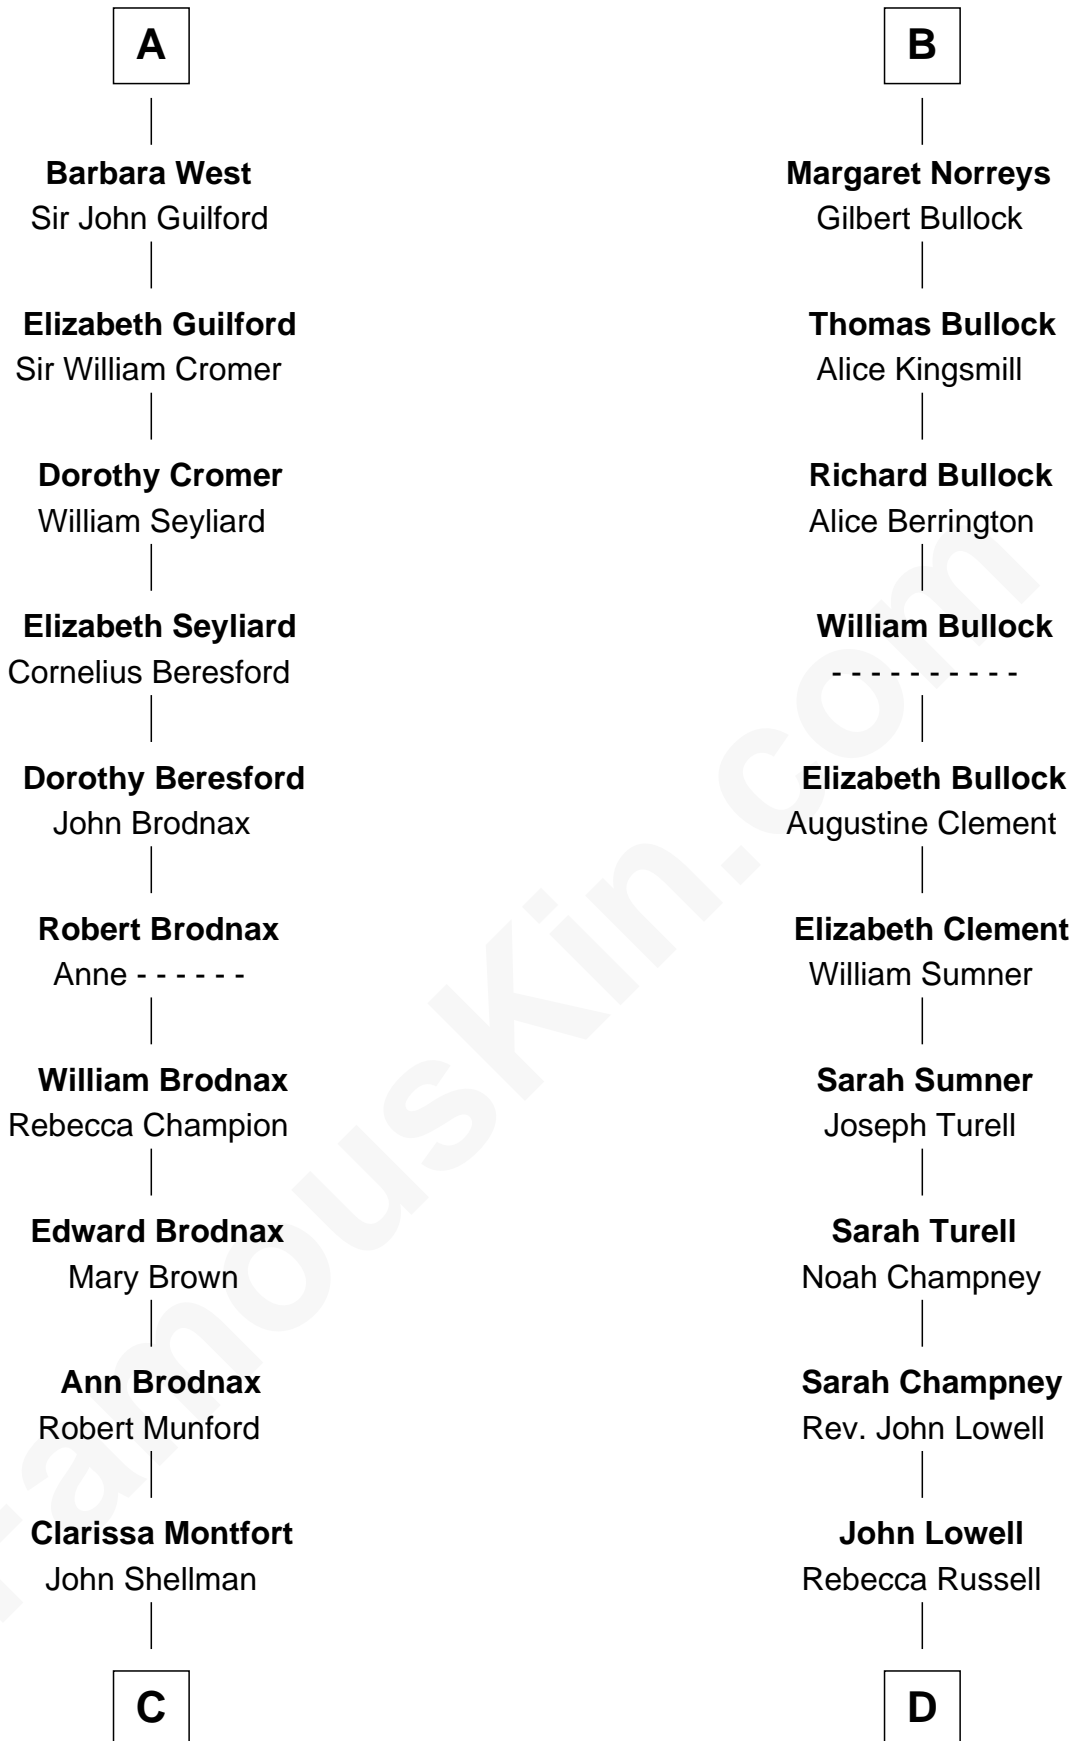 A
Barbara West
Sir John Guilford
Elizabeth Guilford
Sir William Cromer
Dorothy Cromer
William Seyliard
Elizabeth Seyliard
Cornelius Beresford
Dorothy Beresford
John Brodnax
Robert Brodnax
Anne - - - - - -
William Brodnax
Rebecca Champion
Edward Brodnax
Mary Brown
Ann Brodnax
Robert Munford
Clarissa Montfort
John Shellman
C
B
Margaret Norreys
Gilbert Bullock
Thomas Bullock
Alice Kingsmill
Richard Bullock
Alice Berrington
William Bullock
- - - - - - - - - -
Elizabeth Bullock
Augustine Clement
Elizabeth Clement
William Sumner
Sarah Sumner
Joseph Turell
Sarah Turell
Noah Champney
Sarah Champney
Rev. John Lowell
John Lowell
Rebecca Russell
D
FamousKin.com